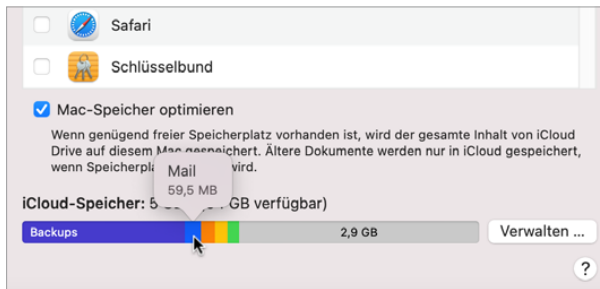 Safari
Schlüsselbund
Mac-Speicher optimieren
Wenn genügend freier Speicherplatz vorhanden ist, wird der gesamte Inhalt von iCloud
Drive auf diesem Mac gespeichert. Ältere Dokumente werden nur in iCloud gespeichert,
wenn wird.
Mail
59,5 MB
iCloud-Speicher: 5 GB verfügbar)
Backups
2,9 GB
Verwalten ...
?